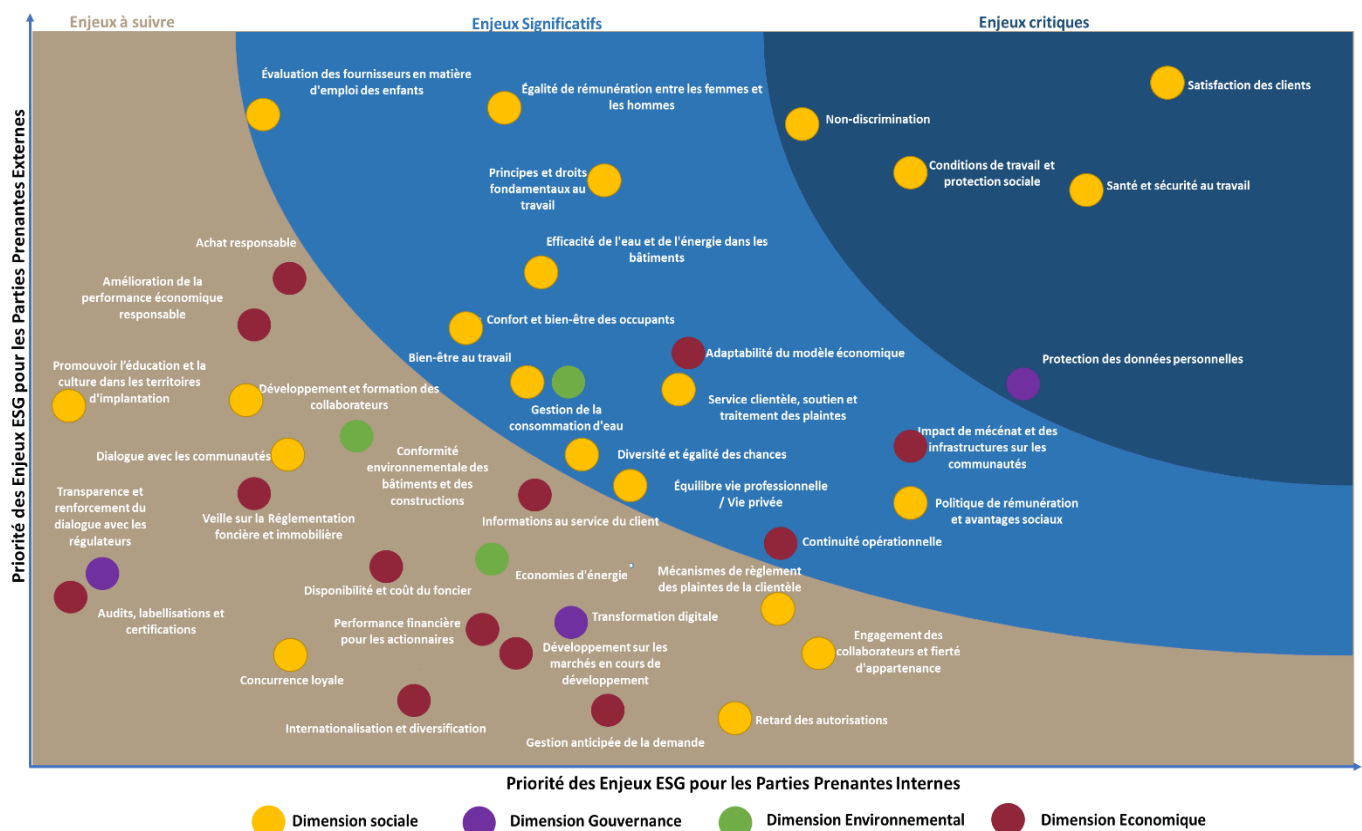 Enjeux à suivre
Enjeux Significatifs
Enjeux critiques
Priorité des Enjeux ESG pour les Parties Prenantes Externes
Évaluation des fournisseurs en matière
d'emploi des enfants
Égalité de rémunération entre les femmes et
les hommes
Satisfaction des clients
Non-discrimination
Conditions de travail et
protection sociale
Santé et sécurité au travail
Principes et droits
fondamentaux au
travail
Achat responsable
Efficacité de l'eau et de l'énergie dans les
bâtiments
Amélioration de la
performance économique
responsable
Confort et bien-être des occupants
Bien-être au travail
Adaptabilité du modèle économique
Protection des données personnelles
Promouvoir l'éducation et la
culture dans les territoires
d'implantation
Développement et formation des
collaborateurs
Gestion de la
consommation d'eau
Service clientèle, soutien et
traitement des plaintes
Dialogue avec les communautés
Conformité
environnementale des
bâtiments et des
constructions
Diversité et égalité des chances
Impact de mécénat et des
infrastructures sur les
communautés
Transparence et
renforcement du
dialogue avec les
régulateurs
Veille sur la Réglementation
foncière et immobilière
Informations au service du client
Équilibre vie professionnelle
/ Vie privée
Politique de rémunération
et avantages sociaux
Continuité opérationnelle
Disponibilité et coût du foncier
Economies d'énergie
Mécanismes de règlement
des plaintes de la clientèle
Audits, labellisations et
certifications
Performance financière
pour les actionnaires
Transformation digitale
Développement sur les
marchés en cours de
développement
Engagement des
collaborateurs et fierté
d'appartenance
Concurrence loyale
Internationalisation et diversification
Gestion anticipée de la demande
Retard des autorisations
Priorité des Enjeux ESG pour les Parties Prenantes Internes
Dimension sociale
Dimension Gouvernance
Dimension Environnemental
Dimension Economique